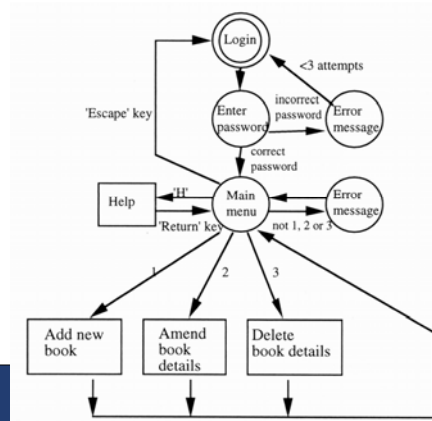 Login
<3 attempts
'Escape' key
Enter
password
incorrect
password
Error
message
correct
password
Help
'H'
'Return' key
Main
menu
not 1, 2 or 3
Error
message
1
2
3
Add new
book
Amend
book
details
Delete
book details